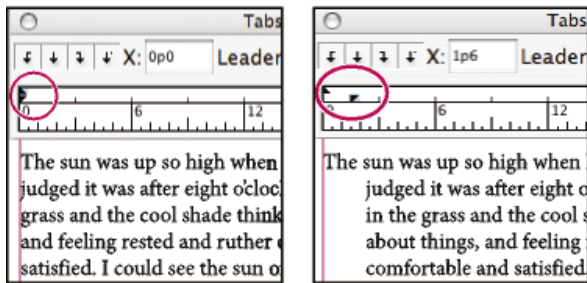 Tabs
X: 0p0 Leader
0 6 12
The sun was up so high when
judged it was after eight o'cloc
grass and the cool shade think
and feeling rested and ruther
satisfied. I could see the sun o
Tabs
X: 1p6 Leader
6 12
The sun was up so high when
judged it was after eight o
in the grass and the cool s
about things, and feeling
comfortable and satisfied.